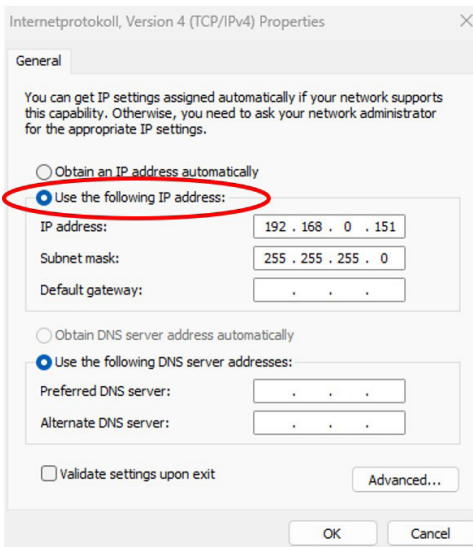 Internetprotokoll, Version 4 (TCP/IPv4) Properties
General
You can get IP settings assigned automatically if your network supports
this capability. Otherwise, you need to ask your network administrator
for the appropriate IP settings.
Obtain an IP address automatically
Use the following IP address:
IP address: 192 . 168 . 0 . 151
Subnet mask: 255 . 255 . 255 . 0
Default gateway: . . .
Obtain DNS server address automatically
Use the following DNS server addresses:
Preferred DNS server: . . .
Alternate DNS server: . . .
Validate settings upon exit
Advanced...
OK Cancel